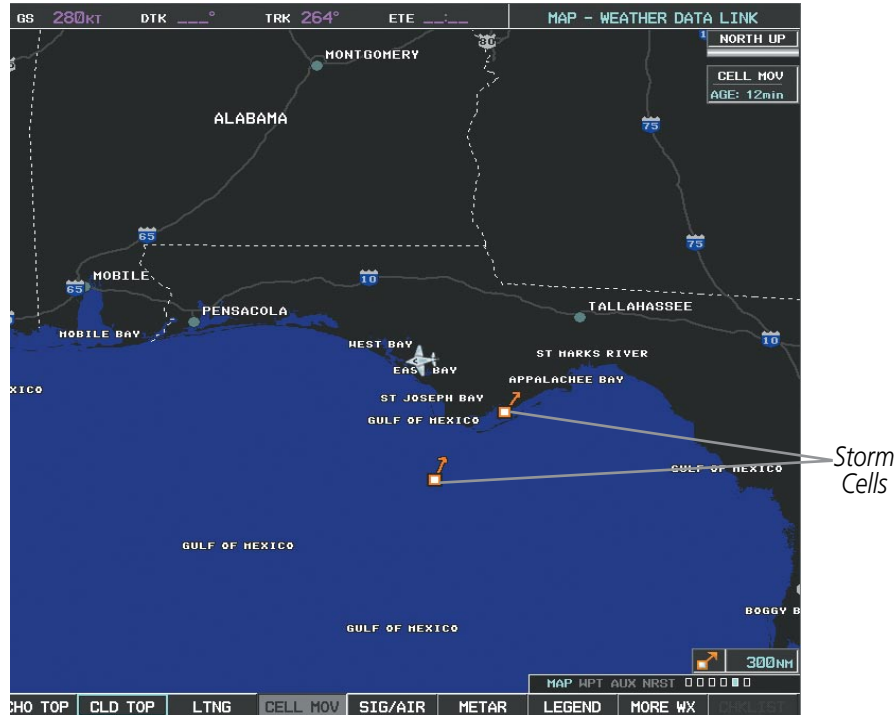 GS 280KT DTK ___° TRK 264° ETE __:__ MAP – WEATHER DATA LINK
NORTH UP
CELL MOV
AGE: 12min
80
MONTGOMERY
ALABAMA
75
65
75
10
MOBILE
65
PENSACOLA
TALLAHASSEE
MOBILE BAY
10
WEST BAY
ST MARKS RIVER
EAST BAY
APPALACHEE BAY
XICO
ST JOSEPH BAY
GULF OF MEXICO
Storm
Cells
GULF OF MEXICO
GULF OF MEXICO
BOGGY B
GULF OF MEXICO
300NM
MAP WPT AUX NRST
CHO TOP CLD TOP LTNG CELL MOV SIG/AIR METAR LEGEND MORE WX CHKLIST